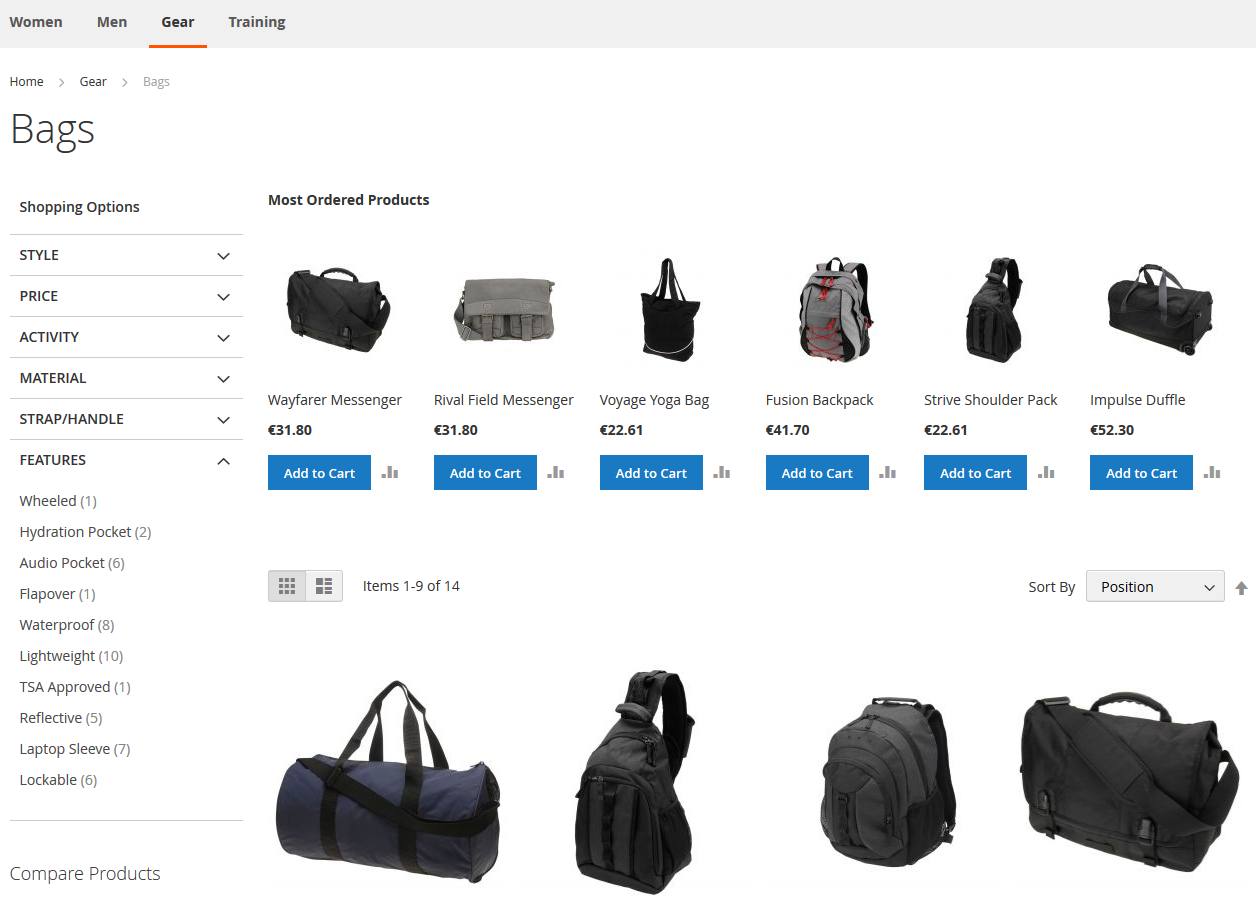 Women Men Gear Training
Home Gear Bags
Bags
Shopping Options
STYLE
PRICE
ACTIVITY
MATERIAL
STRAP/HANDLE
FEATURES
Wheeled (1)
Hydration Pocket (2)
Audio Pocket (6)
Flapover (1)
Waterproof (8)
Lightweight (10)
TSA Approved (1)
Reflective (5)
Laptop Sleeve (7)
Lockable (6)
Compare Products
Most Ordered Products
Wayfarer Messenger Rival Field Messenger Voyage Yoga Bag Fusion Backpack Strive Shoulder Pack Impulse Duffle
€31.80 €31.80 €22.61 €41.70 €22.61 €52.30
Add to Cart Add to Cart Add to Cart Add to Cart Add to Cart Add to Cart
Items 1-9 of 14 Sort By Position